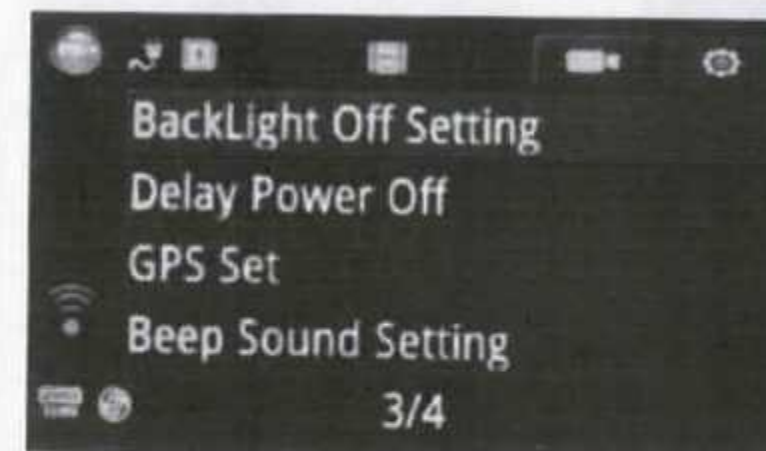 BackLight Off Setting
Delay Power Off
GPS Set
Beep Sound Setting
3/4